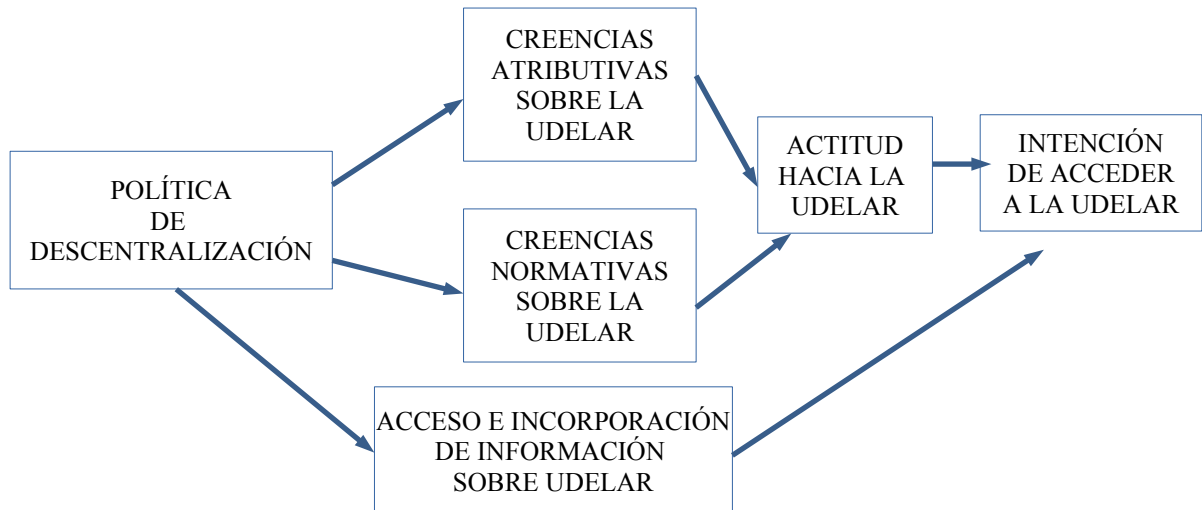 POLÍTICA
DE
DESCENTRALIZACIÓN
CREENCIAS
ATRIBUTIVAS
SOBRE LA
UDELAR
CREENCIAS
NORMATIVAS
SOBRE LA
UDELAR
ACCESO E INCORPORACIÓN
DE INFORMACIÓN
SOBRE UDELAR
ACTITUD
HACIA LA
UDELAR
INTENCIÓN
DE ACCEDER
A LA UDELAR